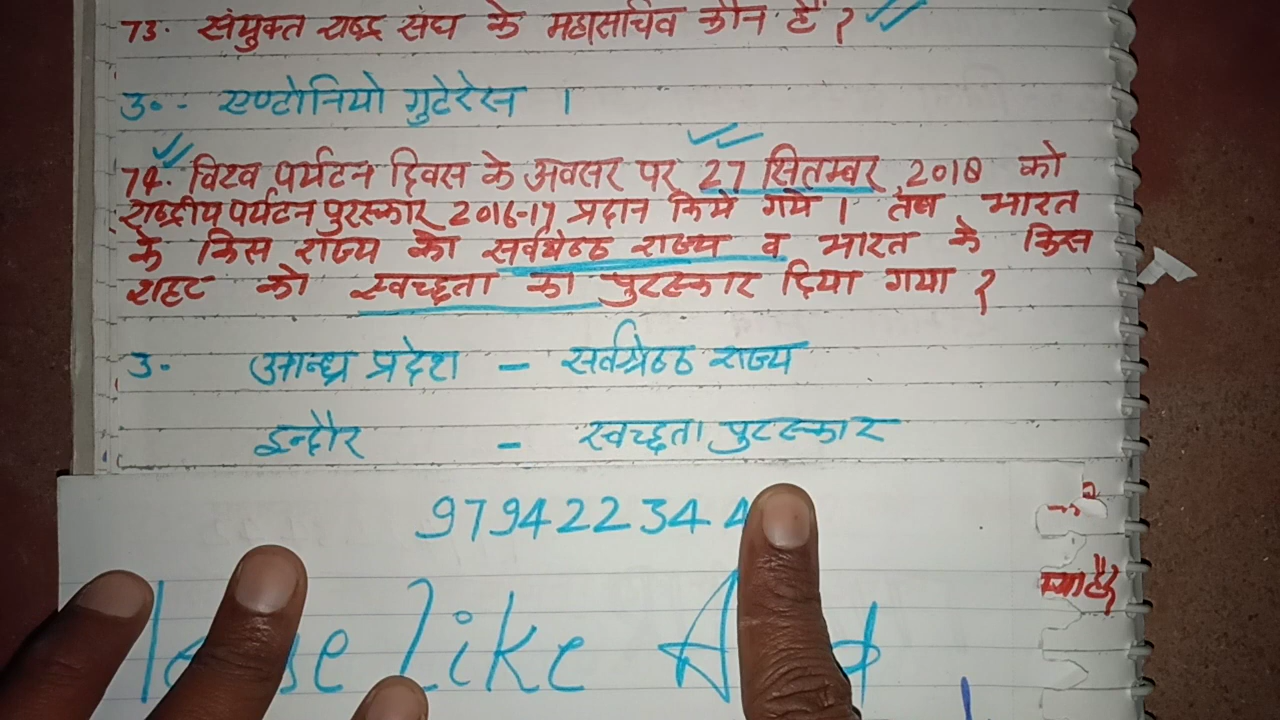 73. संयुक्त राष्ट्र संघ के महासचिव कौन हैं ?
उ०- एण्टोनियो गुटेरेस ।
74. विश्व पर्यटन दिवस के अवसर पर 27 सितम्बर 2018 को
राष्ट्रीय पर्यटन पुरस्कार 2016-17 प्रदान किये गये । तब भारत
के किस राज्य को सर्वश्रेष्ठ राज्य व भारत के किस
शहर को स्वच्छता का पुरस्कार दिया गया ?
उ- आन्ध्र प्रदेश - सर्वश्रेष्ठ राज्य
इन्दौर - स्वच्छता पुरस्कार
979422344
like